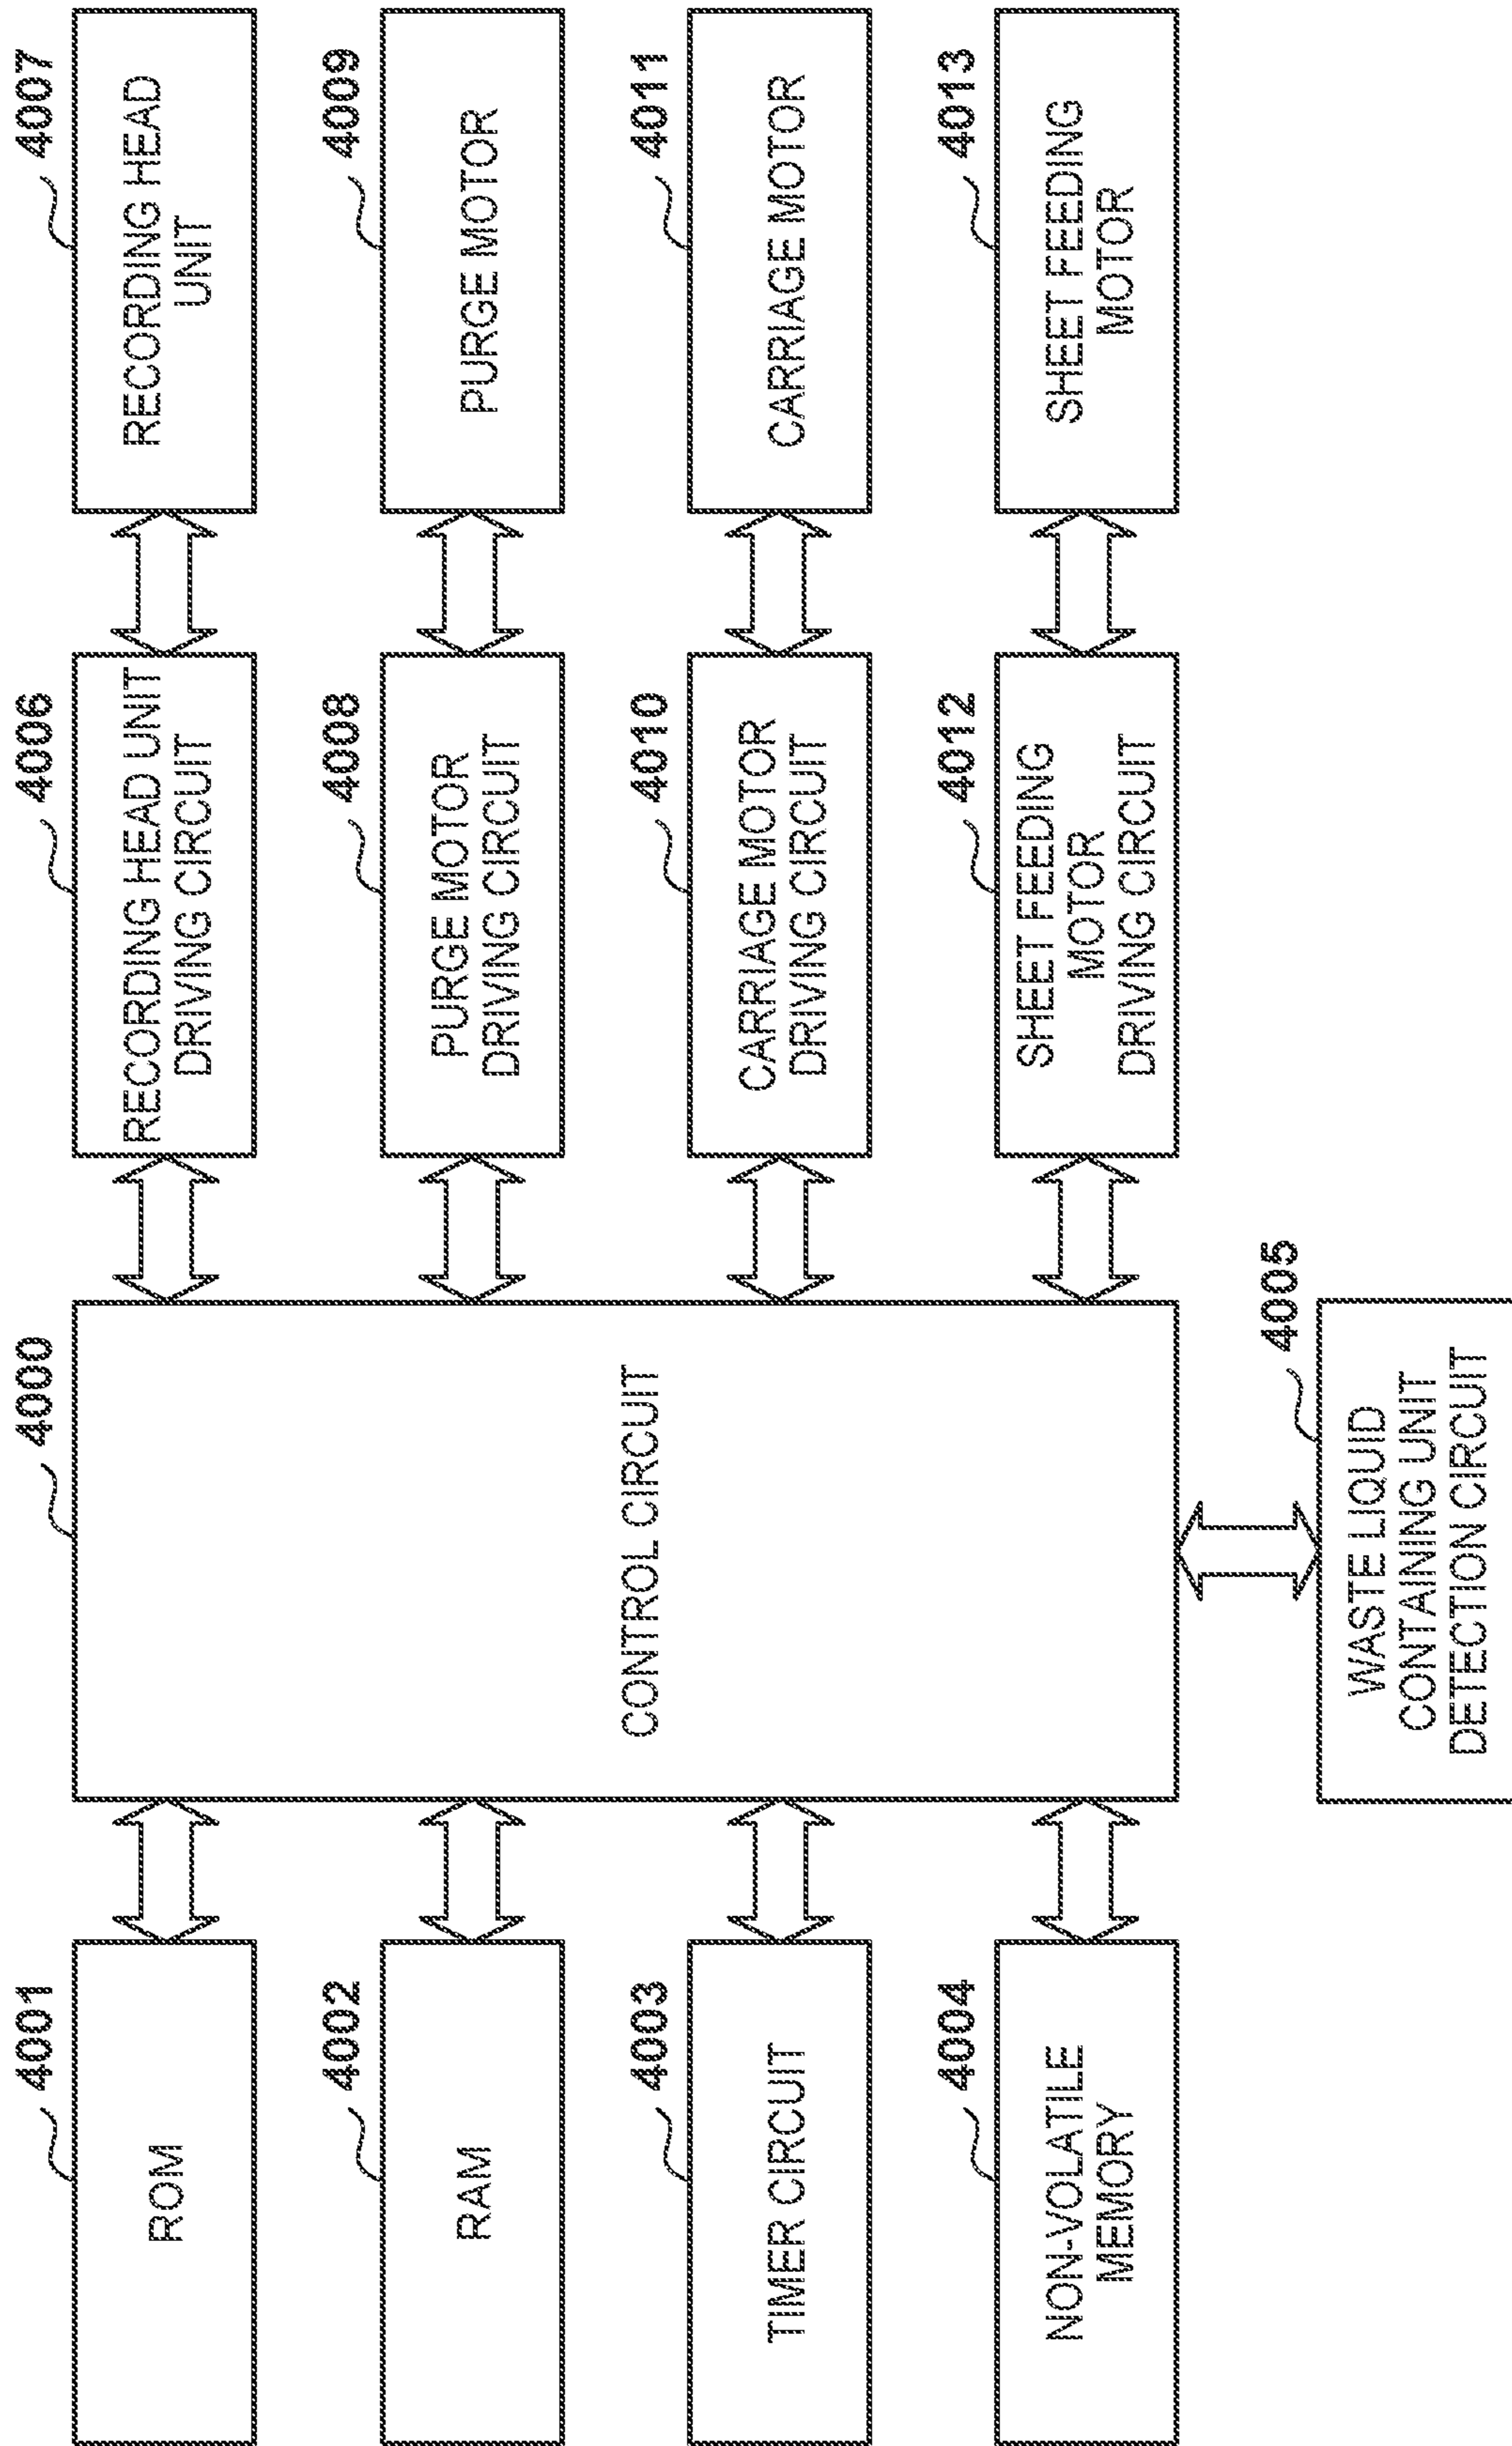 4001
ROM
4002
RAM
4003
TIMER CIRCUIT
4004
NON-VOLATILE
MEMORY
4000
CONTROL CIRCUIT
4005
WASTE LIQUID
CONTAINING UNIT
DETECTION CIRCUIT
4006
RECORDING HEAD UNIT
DRIVING CIRCUIT
4008
PURGE MOTOR
DRIVING CIRCUIT
4010
CARRIAGE MOTOR
DRIVING CIRCUIT
4012
SHEET FEEDING
MOTOR
DRIVING CIRCUIT
4007
RECORDING HEAD
UNIT
4009
PURGE MOTOR
4011
CARRIAGE MOTOR
4013
SHEET FEEDING
MOTOR